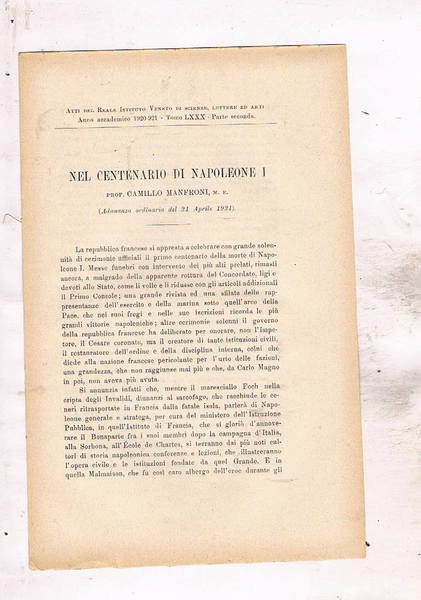 ATTI DEL REALE ISTITUTO VENETO DI SCIENZE, LETTERE ED ARTI
Anno accademico 1920-921 - Tomo LXXX - Parte seconda.
NEL CENTENARIO DI NAPOLEONE I
PROF. CAMILLO MANFRONI, M. E.
(Adunanza ordinaria del 24 Aprile 1921).
La repubblica francese si appresta a celebrare con grande solen-
nità di cerimonie ufficiali il primo centenario della morte di Napo-
leone I. Messe funebri con intervento dei più alti prelati, rimasti
ancora, a malgrado della apparente rottura del Concordato, ligi e
devoti allo Stato, come li volle e li ridusse con gli articoli addizionali
il Primo Console; una grande rivista ed una sfilata delle rap-
presentanze dell'esercito e della marina sotto quell'arco della
Pace, che nei suoi fregi e nelle sue iscrizioni ricorda le più
grandi vittorie napoleoniche; altre cerimonie solenni il governo
della repubblica francese ha deliberato per onorare, non l'Impe-
tore, il Cesare coronato, ma il creatore di tante istituzioni civili,
il restauratore dell'ordine e della disciplina interna, colui che
diede alla nazione francese pericolante per l'urto delle fazioni,
una grandezza, che non raggiunse mai più e che, da Carlo Magno
in poi, non aveva più avuta.
Si annunzia infatti che, mentre il maresciallo Foch nella
cripta degli Invalidi, dinnanzi al sarcofago, che racchiude le ce-
neri ritrasportate in Francia dalla fatale isola, parlerà di Napo-
leone generale e stratega, per cura del ministero dell'Istruzione
Pubblica, in quell'Istituto di Francia, che si gloriò d'annove-
rare il Bonaparte fra i suoi membri dopo la campagna d'Italia,
alla Sorbona, all'École de Chartes, si terranno dai più noti cul-
tori di storia napoleonica conferenze e lezioni, che illustreranno
l'opera civile e le istituzioni fondate da quel Grande. E in
quella Malmaison, che fu così caro albergo dell'eroe durante gli